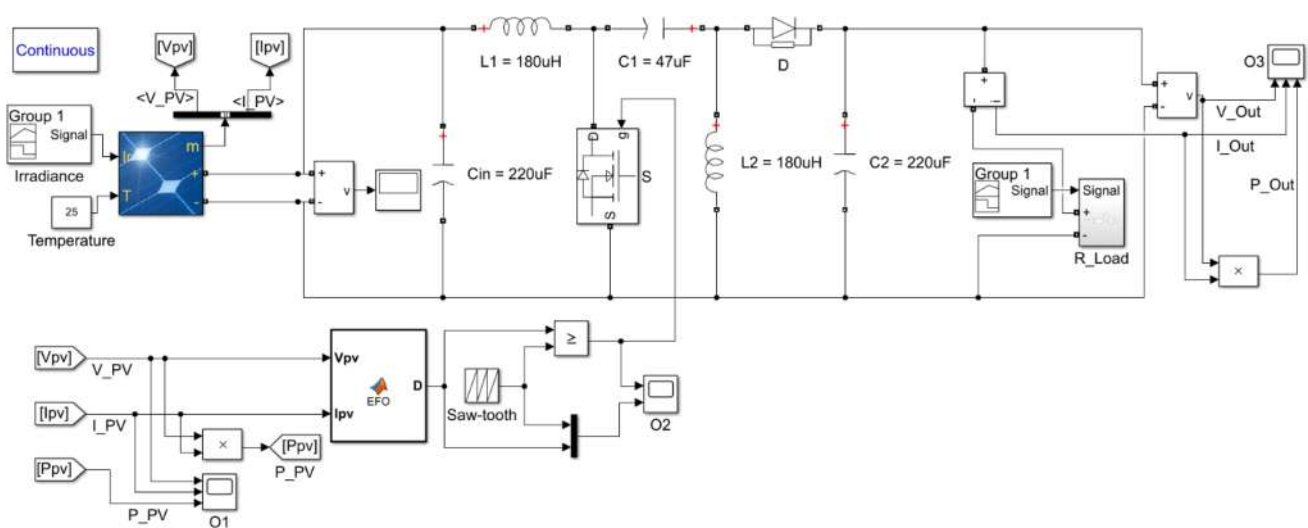 Continuous
[Vpv]
[Ipv]
<V_PV>
<I_PV>
Group 1
Signal
Irradiance
Ir
T
m
+
-
25
Temperature
+
-
v
Cin = 220uF
L1 = 180uH
C1 = 47uF
D
g
D
S
S
L2 = 180uH
C2 = 220uF
+
-
i
Group 1
Signal
Signal
+
-
R_Load
+
-
v
O3
V_Out
I_Out
P_Out
×
[Vpv]
V_PV
[Ipv]
I_PV
[Ppv]
P_PV
×
[Ppv]
P_PV
O1
Vpv
Ipv
D
EFO
Saw-tooth
≥
O2